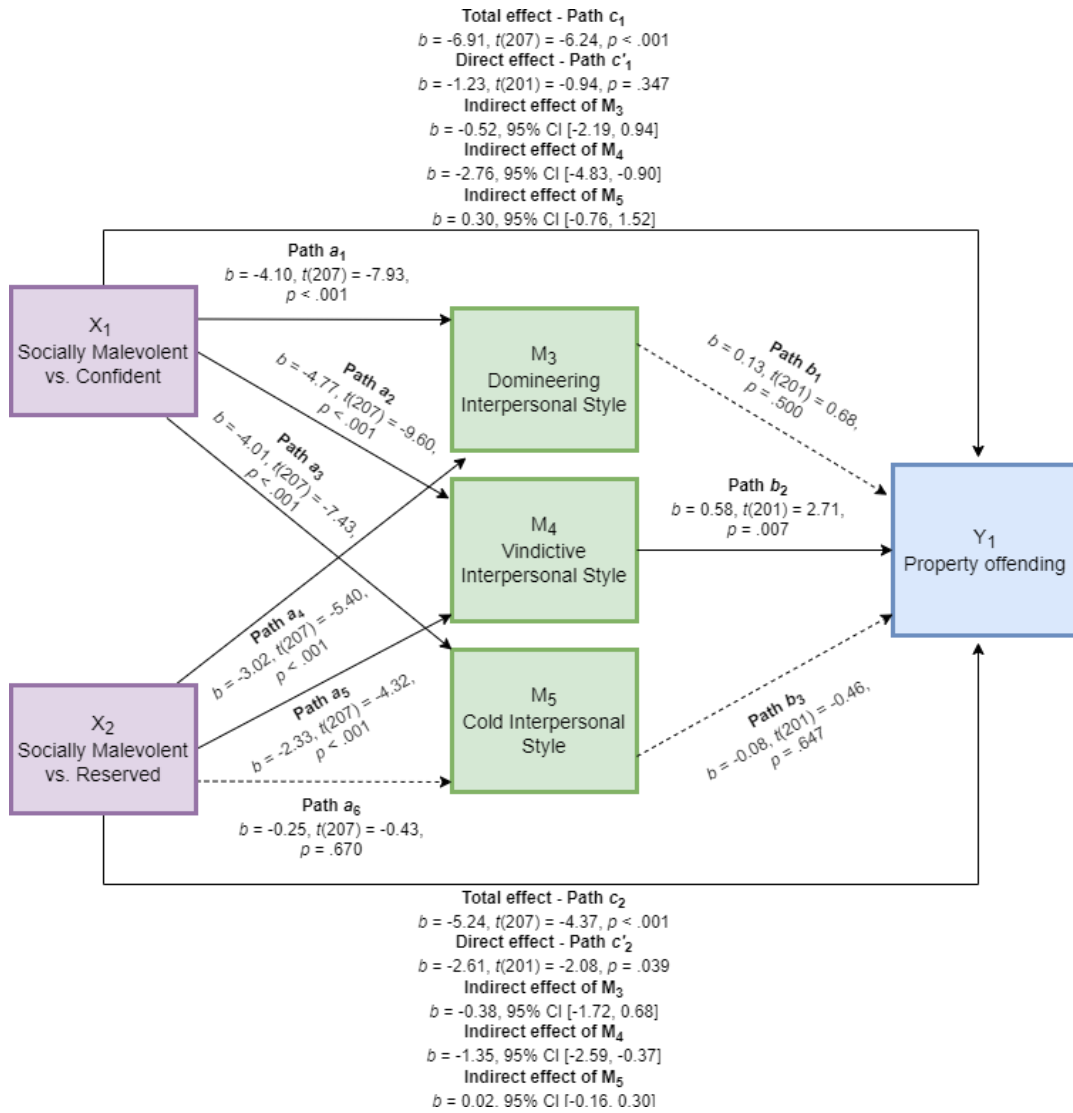 Total effect - Path c₁
b = -6.91, t(207) = -6.24, p < .001
Direct effect - Path c'₁
b = -1.23, t(201) = -0.94, p = .347
Indirect effect of M₃
b = -0.52, 95% CI [-2.19, 0.94]
Indirect effect of M₄
b = -2.76, 95% CI [-4.83, -0.90]
Indirect effect of M₅
b = 0.30, 95% CI [-0.76, 1.52]
Path a₁
b = -4.10, t(207) = -7.93,
p < .001
X₁
Socially Malevolent
vs. Confident
Path a₂
b = -4.77, t(207) = -9.60,
p < .001
Path a₃
b = -4.01, t(207) = -7.43,
p < .001
M₃
Domineering
Interpersonal Style
Path b₁
b = 0.13, t(201) = 0.68,
p = .500
M₄
Vindictive
Interpersonal Style
Path b₂
b = 0.58, t(201) = 2.71,
p = .007
Y₁
Property offending
Path a₄
b = -3.02, t(207) = -5.40,
p < .001
Path a₅
b = -2.33, t(207) = -4.32,
p < .001
X₂
Socially Malevolent
vs. Reserved
M₅
Cold Interpersonal
Style
Path b₃
b = -0.08, t(201) = -0.46,
p = .647
Path a₆
b = -0.25, t(207) = -0.43,
p = .670
Total effect - Path c₂
b = -5.24, t(207) = -4.37, p < .001
Direct effect - Path c'₂
b = -2.61, t(201) = -2.08, p = .039
Indirect effect of M₃
b = -0.38, 95% CI [-1.72, 0.68]
Indirect effect of M₄
b = -1.35, 95% CI [-2.59, -0.37]
Indirect effect of M₅
b = 0.02, 95% CI [-0.16, 0.30]